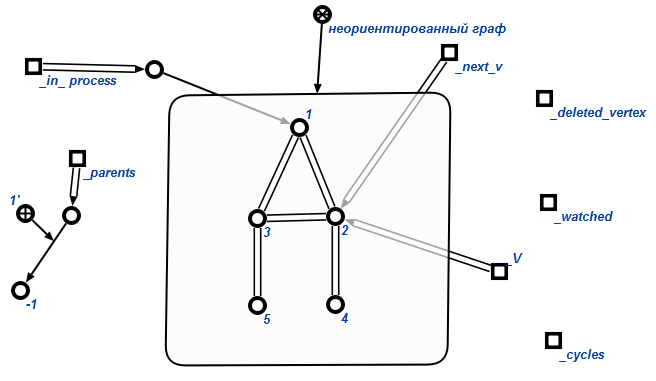 неориентированный граф
_in_ process
_next_v
_deleted_vertex
1
_parents
1'
3
2
_watched
_V
-1
5
4
_cycles